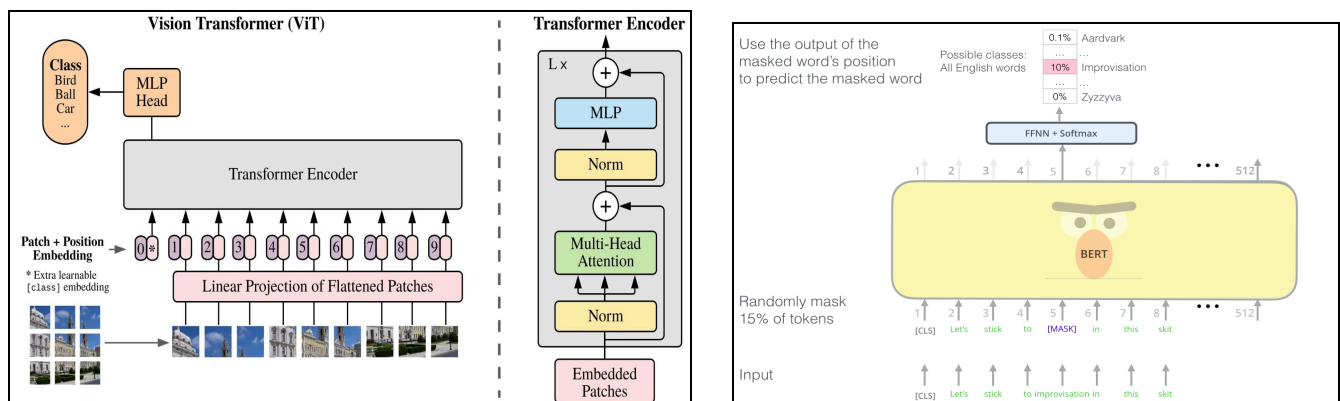 Vision Transformer (ViT)
Class
Bird
Ball
Car
...
MLP
Head
Transformer Encoder
Patch + Position
Embedding
0 * 1 2 3 4 5 6 7 8 9
* Extra learnable
[class] embedding
Linear Projection of Flattened Patches
Transformer Encoder
L x
+
MLP
Norm
+
Multi-Head
Attention
Norm
Embedded
Patches
Use the output of the
masked word's position
to predict the masked word
Possible classes:
All English words
0.1% Aardvark
... ...
10% Improvisation
... ...
0% Zyzzyva
FFNN + Softmax
1 2 3 4 5 6 7 8 ... 512
BERT
Randomly mask
15% of tokens
1 2 3 4 5 6 7 8 ... 512
[CLS] Let's stick to [MASK] in this skit
Input
[CLS] Let's stick to improvisation in this skit